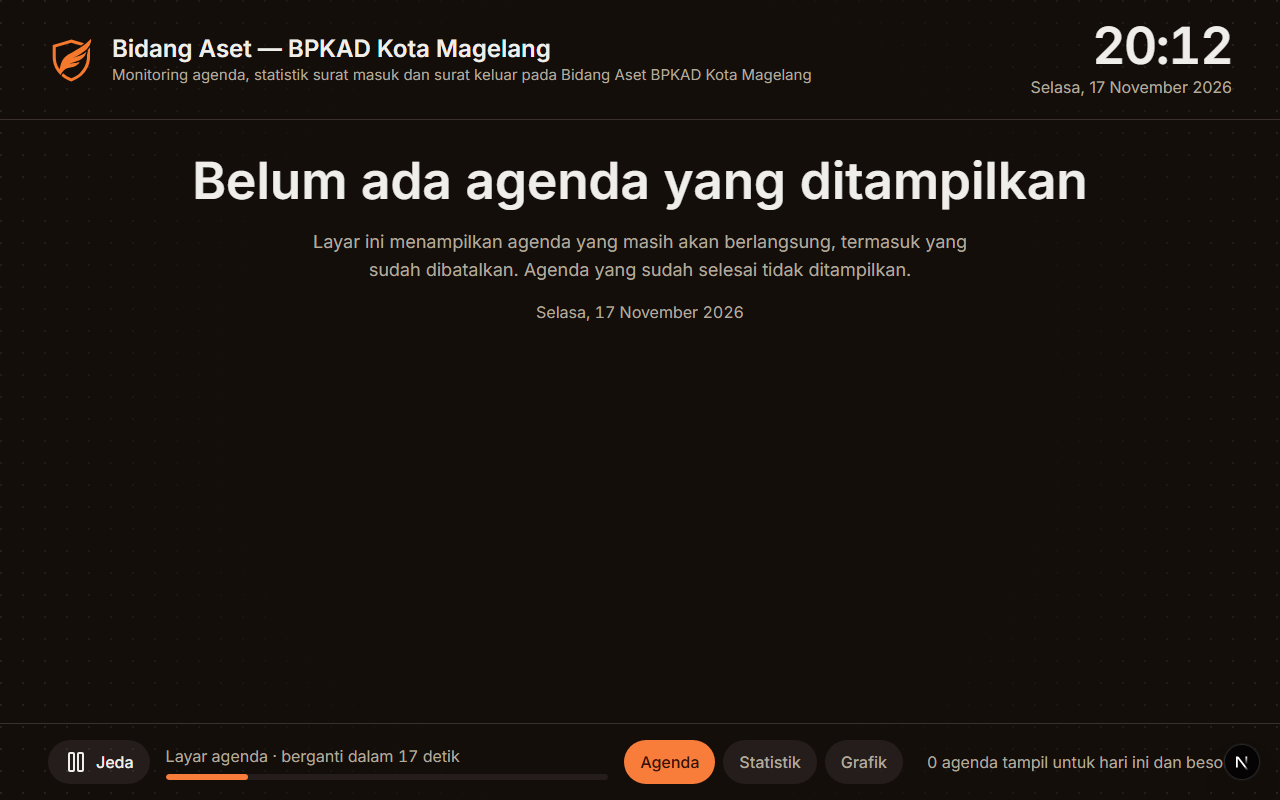 Bidang Aset — BPKAD Kota Magelang
Monitoring agenda, statistik surat masuk dan surat keluar pada Bidang Aset BPKAD Kota Magelang
20:12
Selasa, 17 November 2026
Belum ada agenda yang ditampilkan
Layar ini menampilkan agenda yang masih akan berlangsung, termasuk yang
sudah dibatalkan. Agenda yang sudah selesai tidak ditampilkan.
Selasa, 17 November 2026
Jeda
Layar agenda · berganti dalam 17 detik
Agenda
Statistik
Grafik
0 agenda tampil untuk hari ini dan beso
N